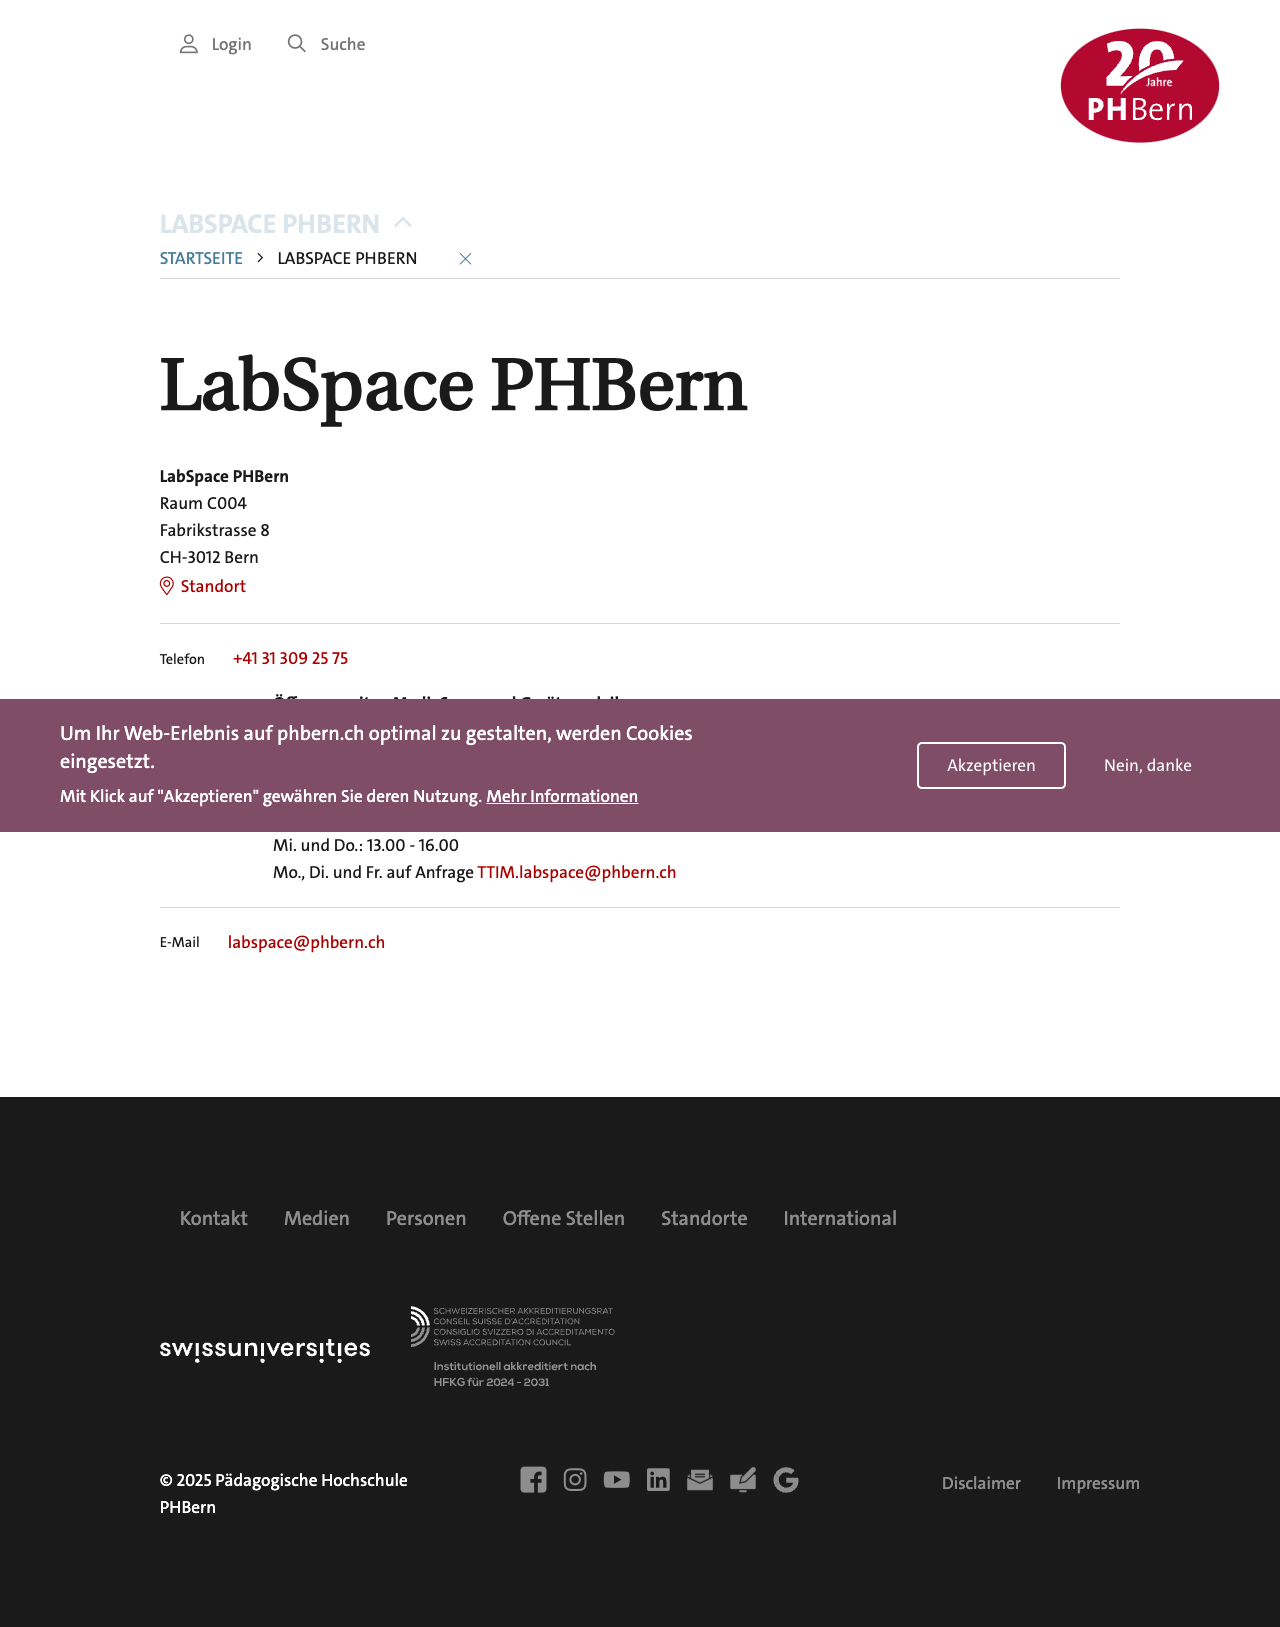 Login
Suche
20
Jahre
PHBern
LABSPACE PHBERN
STARTSEITE
LABSPACE PHBERN
LabSpace PHBern
LabSpace PHBern
Raum C004
Fabrikstrasse 8
CH-3012 Bern
Standort
Telefon +41 31 309 25 75
Um Ihr Web-Erlebnis auf phbern.ch optimal zu gestalten, werden Cookies
eingesetzt.
Mit Klick auf "Akzeptieren" gewähren Sie deren Nutzung. Mehr Informationen
Akzeptieren
Nein, danke
Mi. und Do.: 13.00 - 16.00
Mo., Di. und Fr. auf Anfrage TTIM.labspace@phbern.ch
E-Mail labspace@phbern.ch
Kontakt
Medien
Personen
Offene Stellen
Standorte
International
swissuniversities
SCHWEIZERISCHER AKKREDITIERUNGSRAT
CONSEIL SUISSE D'ACCRÉDITATION
CONSIGLIO SVIZZERO DI ACCREDITAMENTO
SWISS ACCREDITATION COUNCIL
Institutionell akkreditiert nach
HFKG für 2024 - 2031
© 2025 Pädagogische Hochschule
PHBern
Disclaimer
Impressum